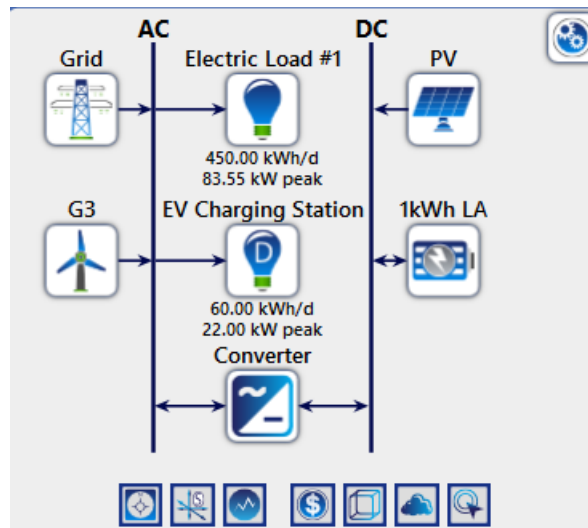 AC DC
Grid Electric Load #1 PV
450.00 kWh/d
83.55 kW peak
G3 EV Charging Station 1kWh LA
D
60.00 kWh/d
22.00 kW peak
Converter
S
$